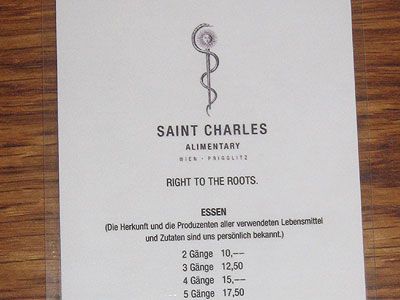 SAINT CHARLES
ALIMENTARY
WIEN · PRIGGLITZ
RIGHT TO THE ROOTS.
ESSEN
(Die Herkunft und die Produzenten aller verwendeten Lebensmittel
und Zutaten sind uns persönlich bekannt.)
2 Gänge 10,––
3 Gänge 12,50
4 Gänge 15,––
5 Gänge 17,50